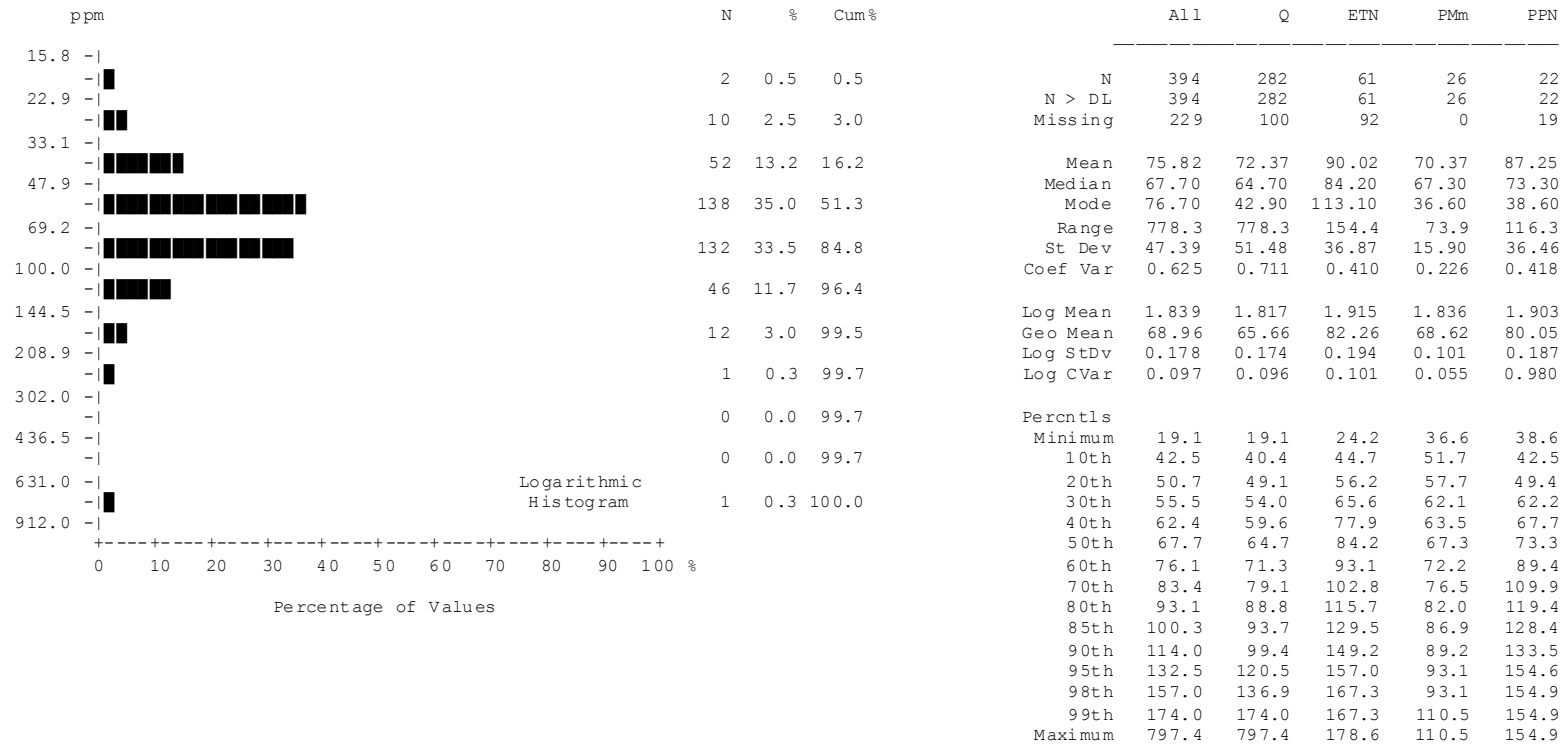 ppm N % Cum% All Q ETN PMm PPN
15.8 -|
-| 2 0.5 0.5 N 394 282 61 26 22
22.9 -| N > DL 394 282 61 26 22
-| 10 2.5 3.0 Missing 229 100 92 0 19
33.1 -|
-| 52 13.2 16.2 Mean 75.82 72.37 90.02 70.37 87.25
47.9 -| Median 67.70 64.70 84.20 67.30 73.30
-| 138 35.0 51.3 Mode 76.70 42.90 113.10 36.60 38.60
69.2 -| Range 778.3 778.3 154.4 73.9 116.3
-| 132 33.5 84.8 St Dev 47.39 51.48 36.87 15.90 36.46
100.0 -| Coef Var 0.625 0.711 0.410 0.226 0.418
-| 46 11.7 96.4
144.5 -| Log Mean 1.839 1.817 1.915 1.836 1.903
-| 12 3.0 99.5 Geo Mean 68.96 65.66 82.26 68.62 80.05
208.9 -| Log StDv 0.178 0.174 0.194 0.101 0.187
-| 1 0.3 99.7 Log CVar 0.097 0.096 0.101 0.055 0.980
302.0 -|
-| 0 0.0 99.7 Percntls
436.5 -| Minimum 19.1 19.1 24.2 36.6 38.6
-| 0 0.0 99.7 10th 42.5 40.4 44.7 51.7 42.5
631.0 -| Logarithmic 20th 50.7 49.1 56.2 57.7 49.4
-| Histogram 1 0.3 100.0 30th 55.5 54.0 65.6 62.1 62.2
912.0 -| 40th 62.4 59.6 77.9 63.5 67.7
+----+----+----+----+----+----+----+----+----+----+ 50th 67.7 64.7 84.2 67.3 73.3
0 10 20 30 40 50 60 70 80 90 100 % 60th 76.1 71.3 93.1 72.2 89.4
70th 83.4 79.1 102.8 76.5 109.9
Percentage of Values 80th 93.1 88.8 115.7 82.0 119.4
85th 100.3 93.7 129.5 86.9 128.4
90th 114.0 99.4 149.2 89.2 133.5
95th 132.5 120.5 157.0 93.1 154.6
98th 157.0 136.9 167.3 93.1 154.9
99th 174.0 174.0 167.3 110.5 154.9
Maximum 797.4 797.4 178.6 110.5 154.9